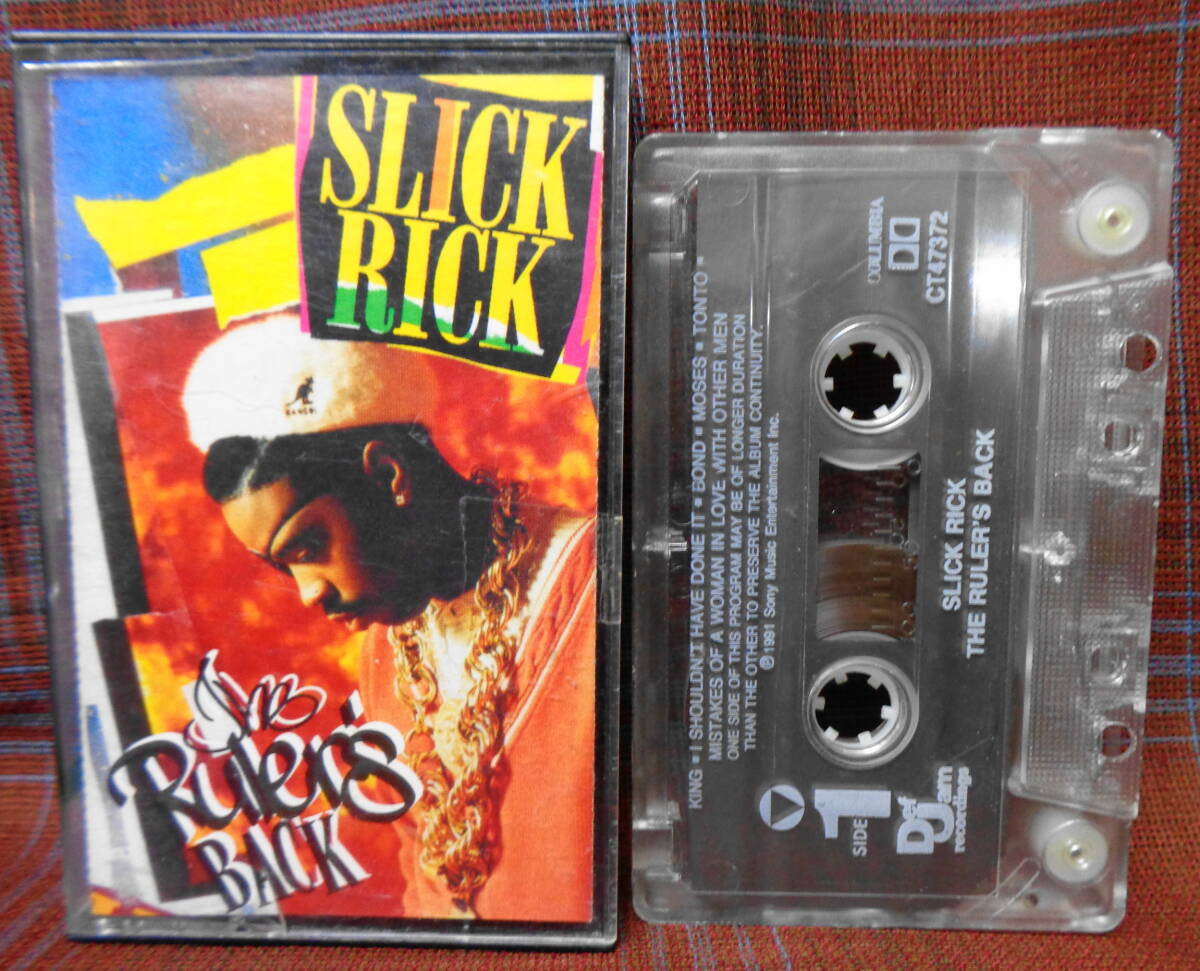 SLICK
RICK
KANGOL
The
Ruler's
BACK
KING • I SHOULDN'T HAVE DONE IT • BOND • MOSES • TONTO •
MISTAKES OF A WOMAN IN LOVE WITH OTHER MEN
ONE SIDE OF THIS PROGRAM MAY BE OF LONGER DURATION
THAN THE OTHER TO PRESERVE THE ALBUM CONTINUITY.
℗1991 Sony Music Entertainment Inc.
COLUMBIA
CT47372
SLICK RICK
THE RULER'S BACK
SIDE 1
Def
Jam
recordings